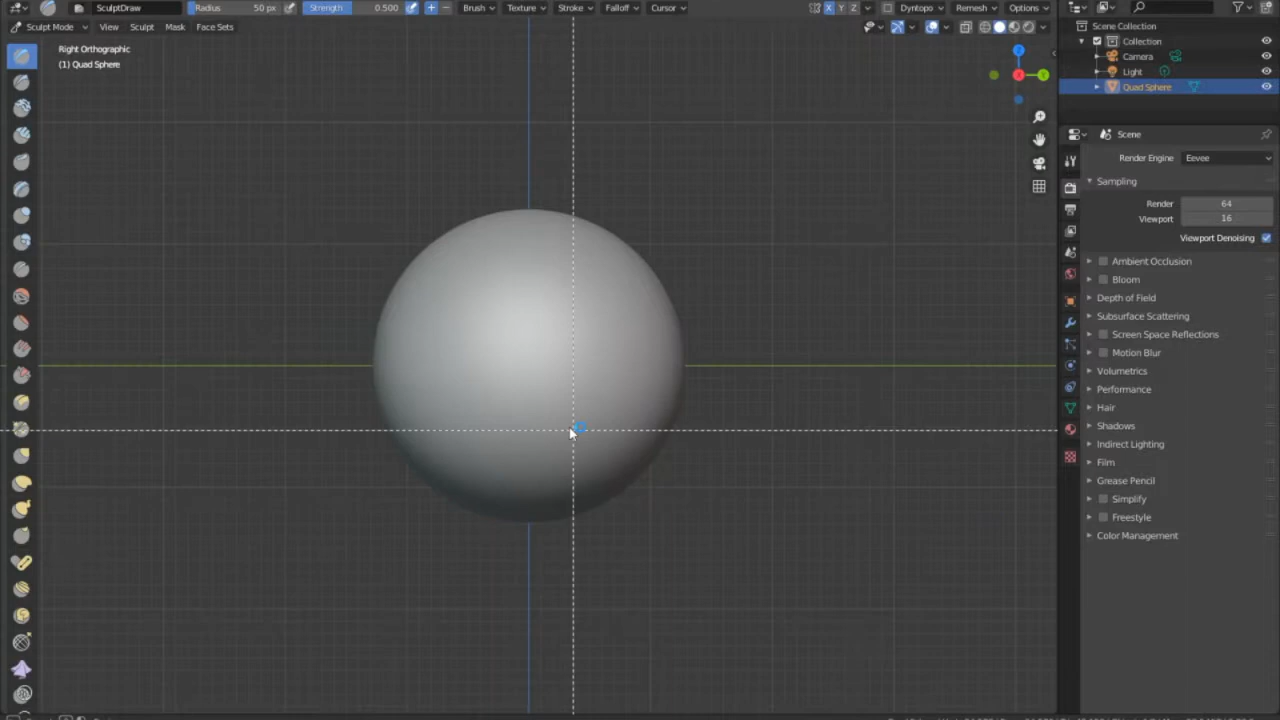 SculptDraw Radius 50 px Strength 0.500 + − Brush Texture Stroke Falloff Cursor X Y Z Dyntopo Remesh Options
Sculpt Mode View Sculpt Mask Face Sets
Right Orthographic
(1) Quad Sphere
Z
X
Y
Scene Collection
Collection
Camera
Light
Quad Sphere
Scene
Render Engine Eevee
Sampling
Render 64
Viewport 16
Viewport Denoising
Ambient Occlusion
Bloom
Depth of Field
Subsurface Scattering
Screen Space Reflections
Motion Blur
Volumetrics
Performance
Hair
Shadows
Indirect Lighting
Film
Grease Pencil
Simplify
Freestyle
Color Management